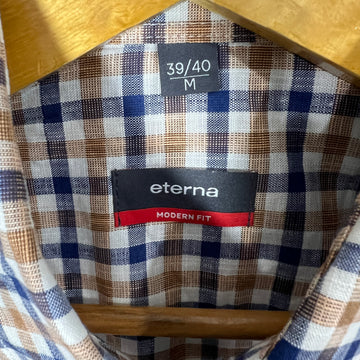 39/40
M
eterna
MODERN FIT